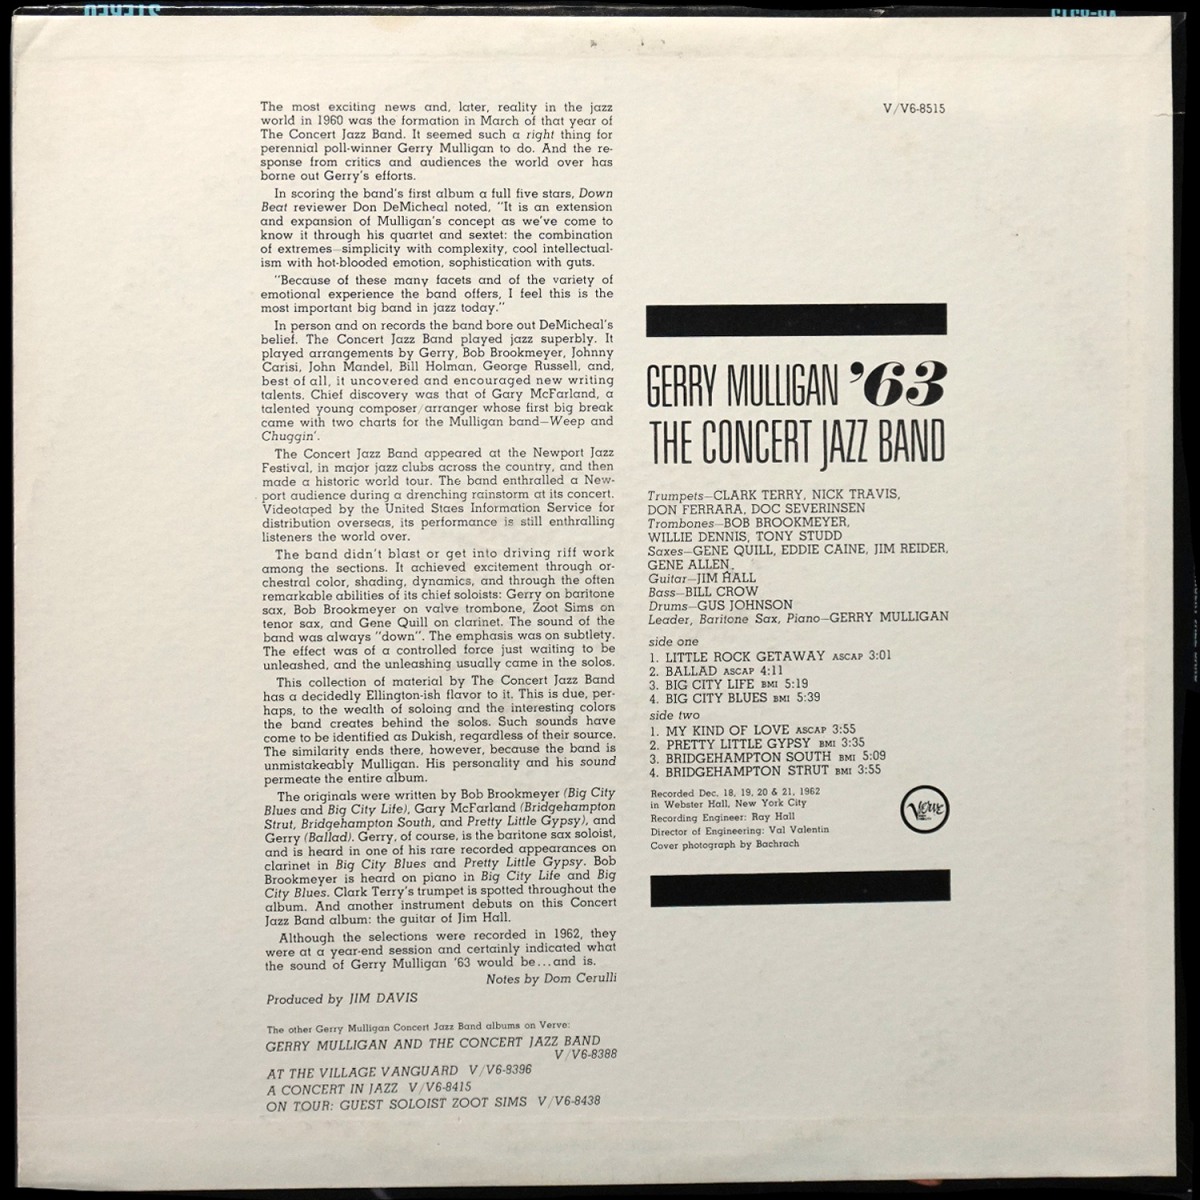 STEREO
V6-8515
The most exciting news and, later, reality in the jazz
world in 1960 was the formation in March of that year of
The Concert Jazz Band. It seemed such a right thing for
perennial poll-winner Gerry Mulligan to do. And the re-
sponse from critics and audiences the world over has
borne out Gerry's efforts.
In scoring the band's first album a full five stars, Down
Beat reviewer Don DeMicheal noted, "It is an extension
and expansion of Mulligan's concept as we've come to
know it through his quartet and sextet: the combination
of extremes—simplicity with complexity, cool intellectual-
ism with hot-blooded emotion, sophistication with guts.
"Because of these many facets and of the variety of
emotional experience the band offers, I feel this is the
most important big band in jazz today."
In person and on records the band bore out DeMicheal's
belief. The Concert Jazz Band played jazz superbly. It
played arrangements by Gerry, Bob Brookmeyer, Johnny
Carisi, John Mandel, Bill Holman, George Russell, and,
best of all, it uncovered and encouraged new writing
talents. Chief discovery was that of Gary McFarland, a
talented young composer/arranger whose first big break
came with two charts for the Mulligan band—Weep and
Chuggin'.
The Concert Jazz Band appeared at the Newport Jazz
Festival, in major jazz clubs across the country, and then
made a historic world tour. The band enthralled a New-
port audience during a drenching rainstorm at its concert.
Videotaped by the United Staes Information Service for
distribution overseas, its performance is still enthralling
listeners the world over.
The band didn't blast or get into driving riff work
among the sections. It achieved excitement through or-
chestral color, shading, dynamics, and through the often
remarkable abilities of its chief soloists: Gerry on baritone
sax, Bob Brookmeyer on valve trombone, Zoot Sims on
tenor sax, and Gene Quill on clarinet. The sound of the
band was always "down". The emphasis was on subtlety.
The effect was of a controlled force just waiting to be
unleashed, and the unleashing usually came in the solos.
This collection of material by The Concert Jazz Band
has a decidedly Ellington-ish flavor to it. This is due, per-
haps, to the wealth of soloing and the interesting colors
the band creates behind the solos. Such sounds have
come to be identified as Dukish, regardless of their source.
The similarity ends there, however, because the band is
unmistakeably Mulligan. His personality and his sound
permeate the entire album.
The originals were written by Bob Brookmeyer (Big City
Blues and Big City Life), Gary McFarland (Bridgehampton
Strut, Bridgehampton South, and Pretty Little Gypsy), and
Gerry (Ballad). Gerry, of course, is the baritone sax soloist,
and is heard in one of his rare recorded appearances on
clarinet in Big City Blues and Pretty Little Gypsy. Bob
Brookmeyer is heard on piano in Big City Life and Big
City Blues. Clark Terry's trumpet is spotted throughout the
album. And another instrument debuts on this Concert
Jazz Band album: the guitar of Jim Hall.
Although the selections were recorded in 1962, they
were at a year-end session and certainly indicated what
the sound of Gerry Mulligan '63 would be...and is.
Notes by Dom Cerulli
Produced by JIM DAVIS
The other Gerry Mulligan Concert Jazz Band albums on Verve:
GERRY MULLIGAN AND THE CONCERT JAZZ BAND
V/V6-8388
AT THE VILLAGE VANGUARD V/V6-8396
A CONCERT IN JAZZ V/V6-8415
ON TOUR: GUEST SOLOIST ZOOT SIMS V/V6-8438
V/V6-8515
GERRY MULLIGAN '63
THE CONCERT JAZZ BAND
Trumpets—CLARK TERRY, NICK TRAVIS,
DON FERRARA, DOC SEVERINSEN
Trombones—BOB BROOKMEYER,
WILLIE DENNIS, TONY STUDD
Saxes—GENE QUILL, EDDIE CAINE, JIM REIDER,
GENE ALLEN
Guitar—JIM HALL
Bass—BILL CROW
Drums—GUS JOHNSON
Leader, Baritone Sax, Piano—GERRY MULLIGAN
side one
1. LITTLE ROCK GETAWAY ASCAP 3:01
2. BALLAD ASCAP 4:11
3. BIG CITY LIFE BMI 5:19
4. BIG CITY BLUES BMI 5:39
side two
1. MY KIND OF LOVE ASCAP 3:55
2. PRETTY LITTLE GYPSY BMI 3:35
3. BRIDGEHAMPTON SOUTH BMI 5:09
4. BRIDGEHAMPTON STRUT BMI 3:55
Recorded Dec. 18, 19, 20 & 21, 1962
in Webster Hall, New York City
Recording Engineer: Ray Hall
Director of Engineering: Val Valentin
Cover photograph by Bachrach
Verve